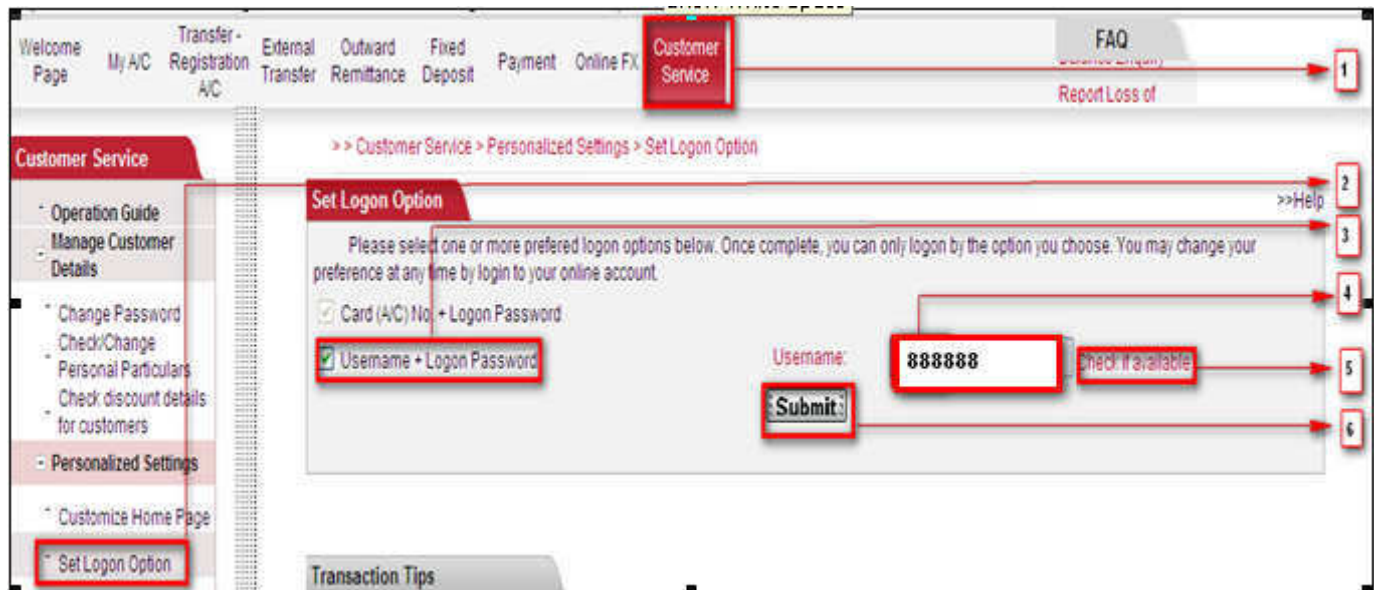 Welcome Page
My A/C
Transfer - Registration A/C
External Transfer
Outward Remittance
Fixed Deposit
Payment
Online FX
Customer Service
FAQ
Balance Enquiry
Report Loss of
1
Customer Service
>> Customer Service > Personalized Settings > Set Logon Option
2
Set Logon Option
>>Help
Operation Guide
Manage Customer
Details
3
Please select one or more prefered logon options below. Once complete, you can only logon by the option you choose. You may change your
preference at any time by login to your online account.
4
Change Password
Card (A/C) No. + Logon Password
Check/Change
Personal Particulars
Username + Logon Password
Username:
888888
Check if available
5
Check discount details
for customers
Submit
6
Personalized Settings
Customize Home Page
Set Logon Option
Transaction Tips